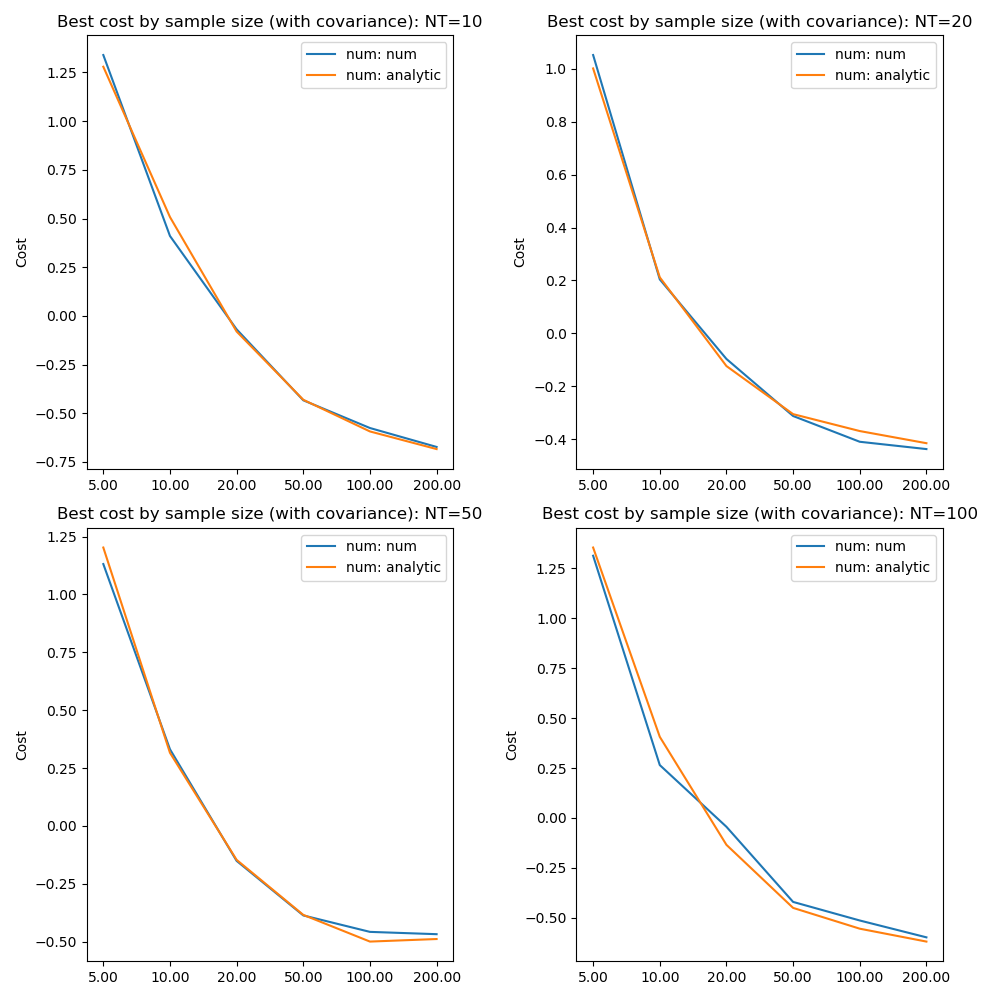 Best cost by sample size (with covariance): NT=10
num: num
num: analytic
Cost
1.25
1.00
0.75
0.50
0.25
0.00
−0.25
−0.50
−0.75
5.00 10.00 20.00 50.00 100.00 200.00
Best cost by sample size (with covariance): NT=20
num: num
num: analytic
Cost
1.0
0.8
0.6
0.4
0.2
0.0
−0.2
−0.4
5.00 10.00 20.00 50.00 100.00 200.00
Best cost by sample size (with covariance): NT=50
num: num
num: analytic
Cost
1.25
1.00
0.75
0.50
0.25
0.00
−0.25
−0.50
5.00 10.00 20.00 50.00 100.00 200.00
Best cost by sample size (with covariance): NT=100
num: num
num: analytic
Cost
1.25
1.00
0.75
0.50
0.25
0.00
−0.25
−0.50
5.00 10.00 20.00 50.00 100.00 200.00